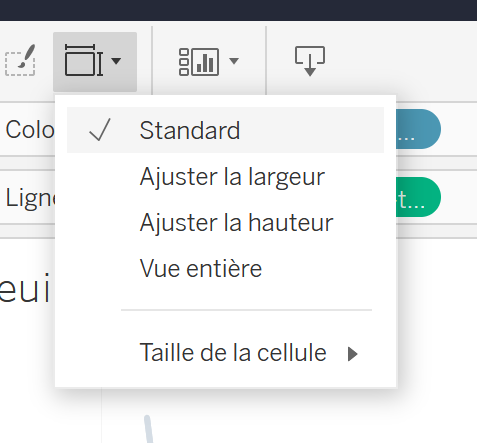 Colo
...
Standard
Ajuster la largeur
Ligne
t...
Ajuster la hauteur
Vue entière
eui
Taille de la cellule